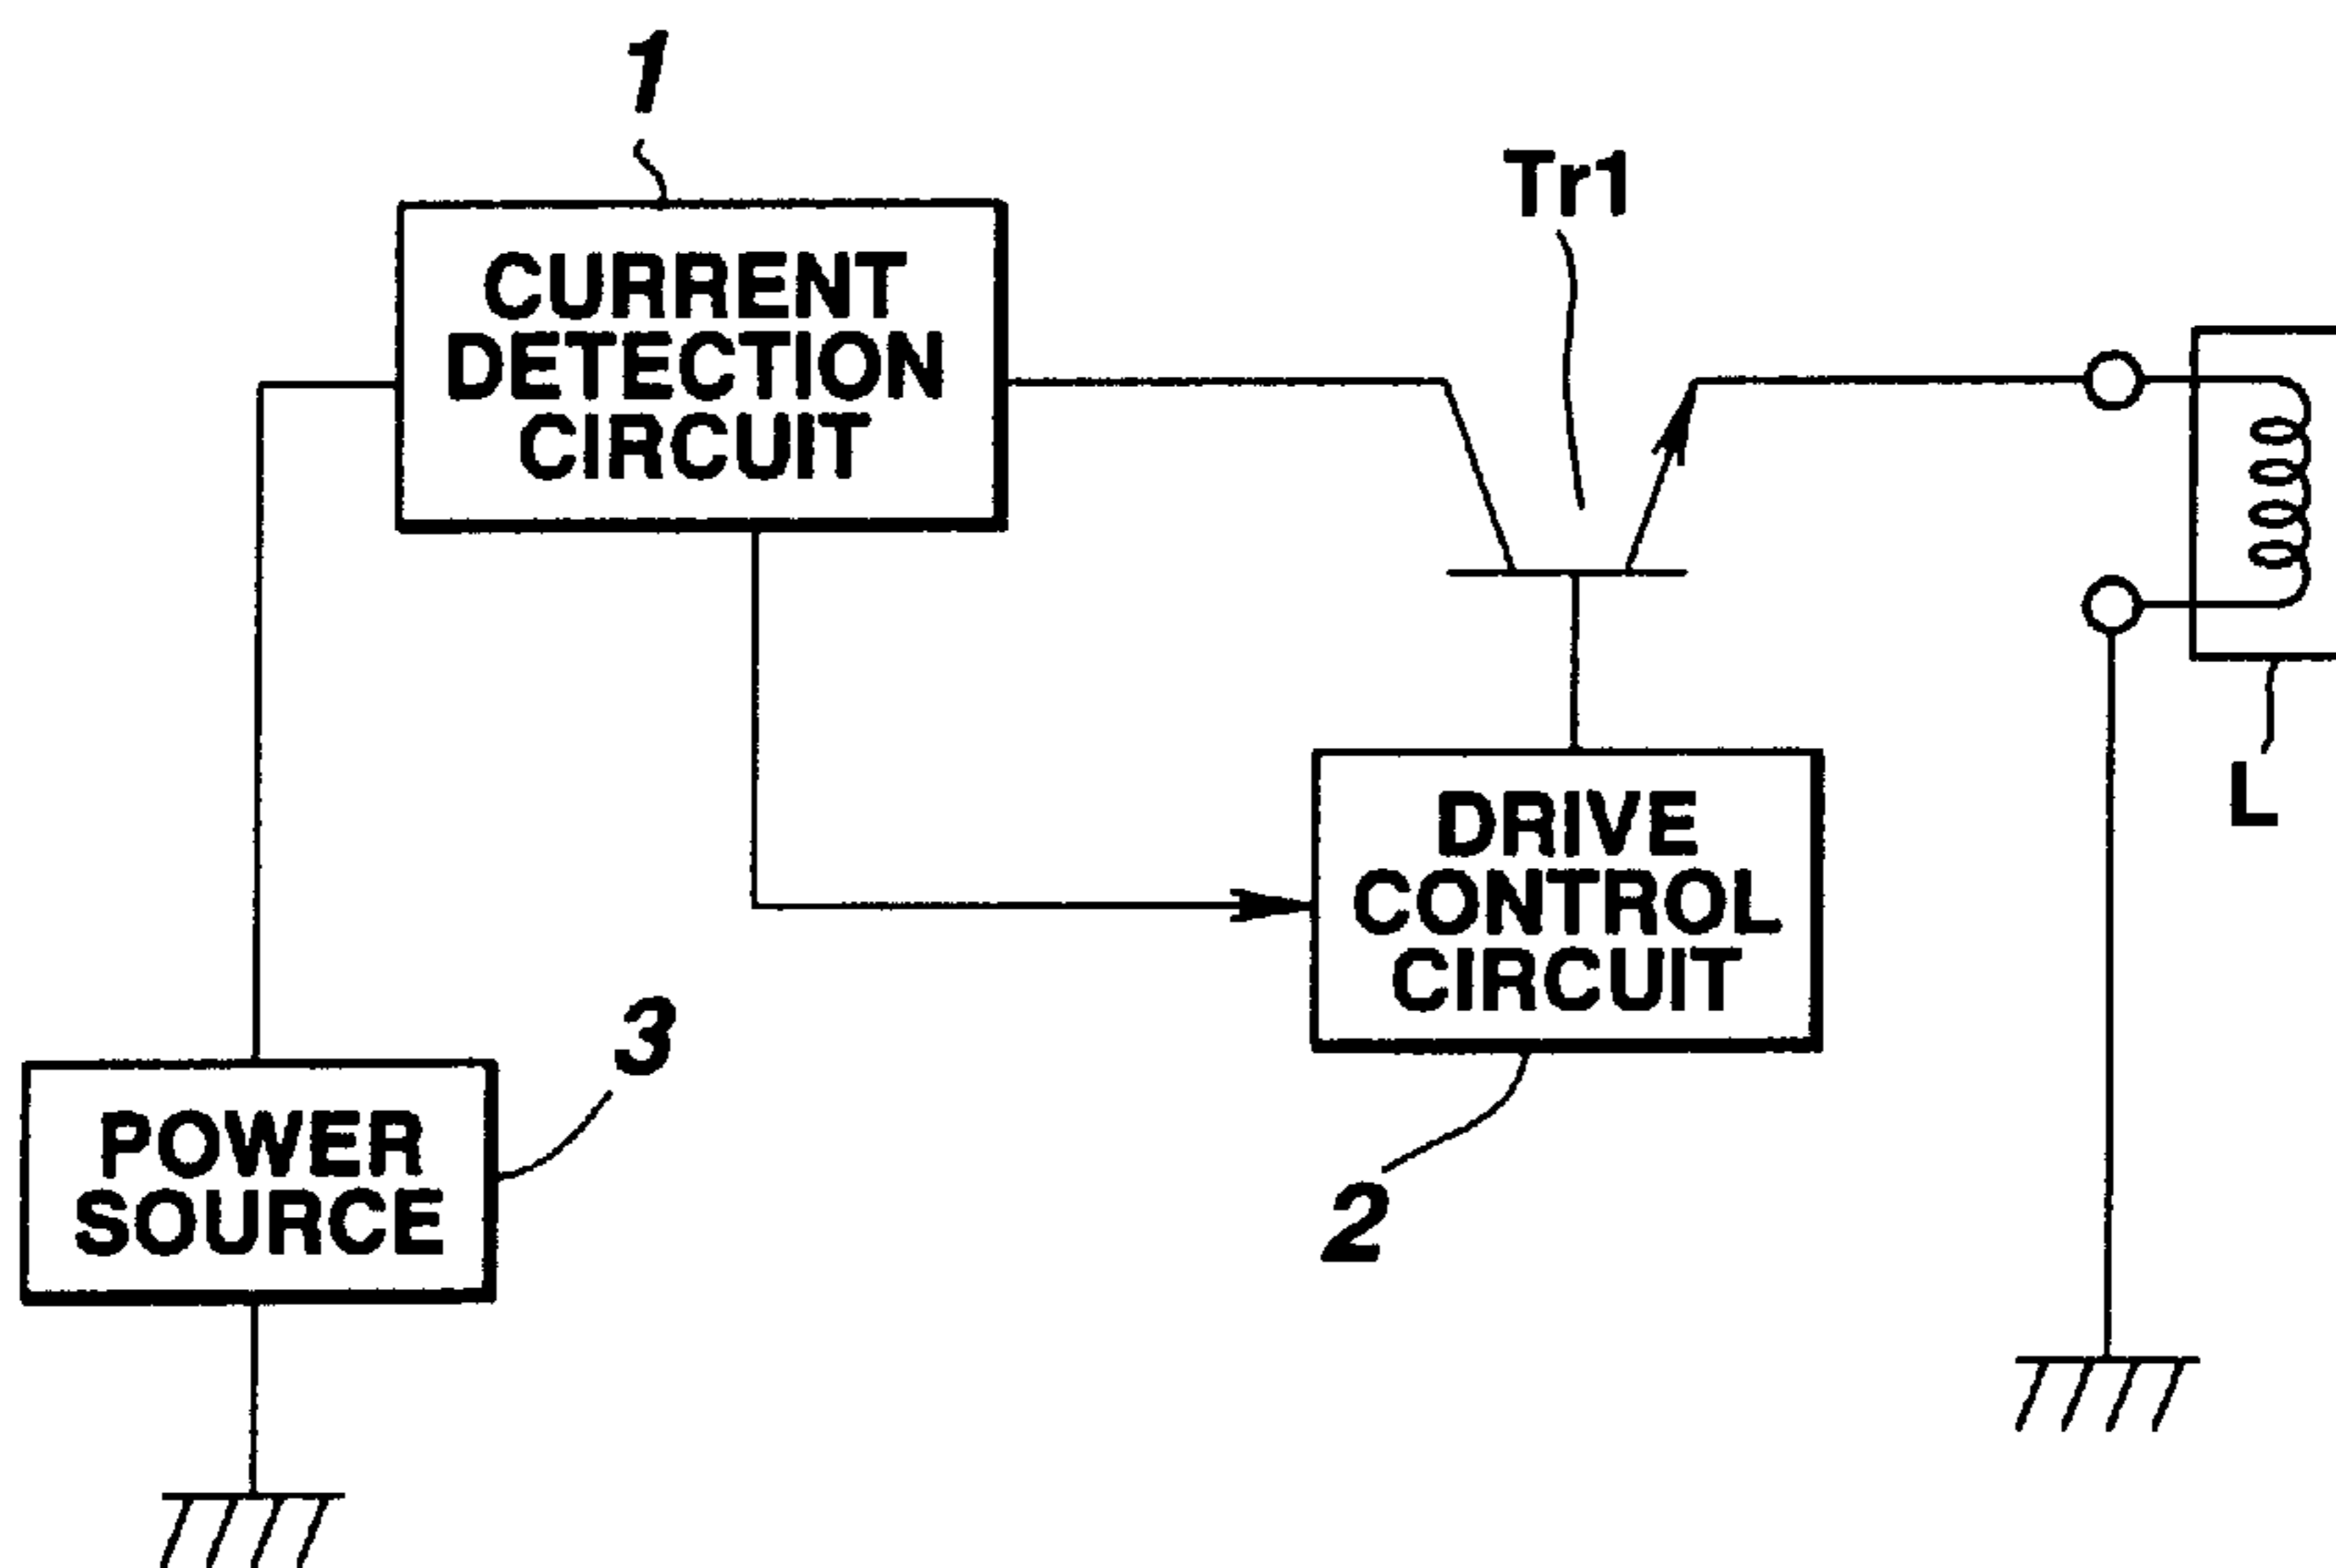 1
Tr1
CURRENT
DETECTION
CIRCUIT
L
DRIVE
CONTROL
CIRCUIT
3
POWER
SOURCE
2